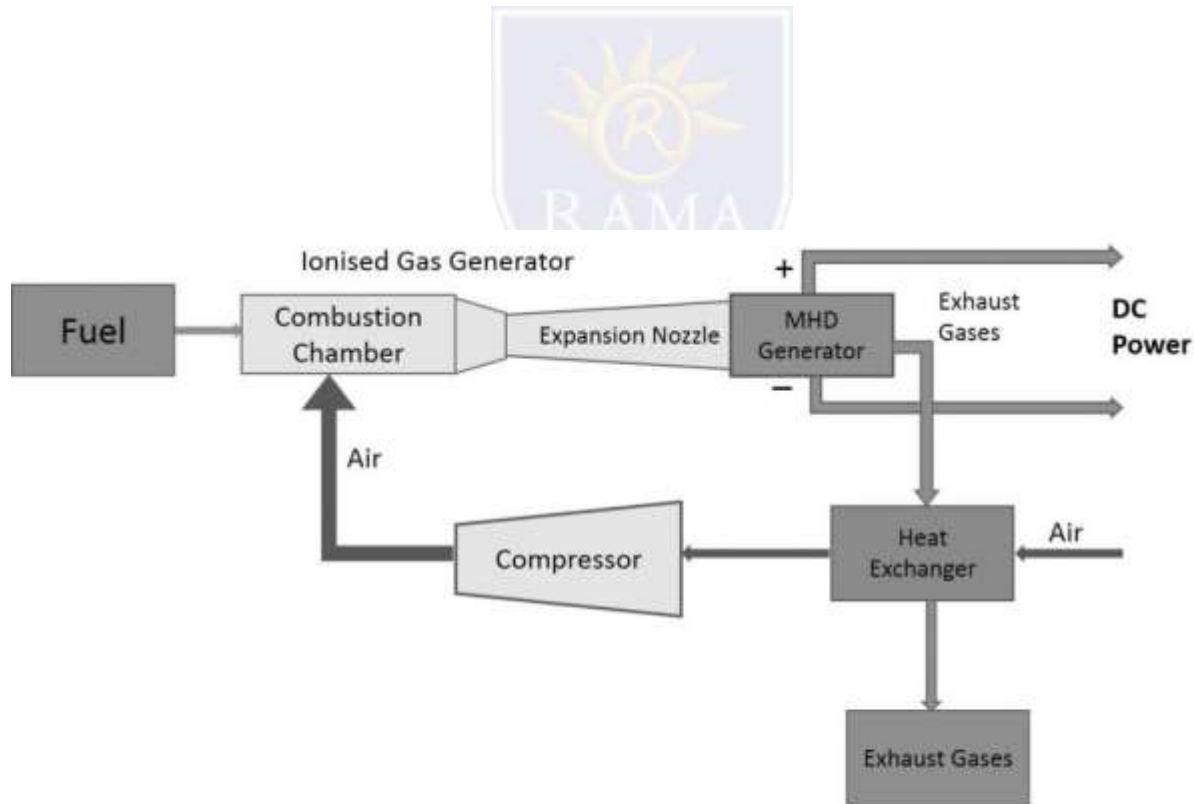 R
RAMA
Ionised Gas Generator
+
Fuel
Combustion
Chamber
Expansion Nozzle
MHD
Generator
Exhaust
Gases
DC
Power
−
Air
Compressor
Heat
Exchanger
Air
Exhaust Gases